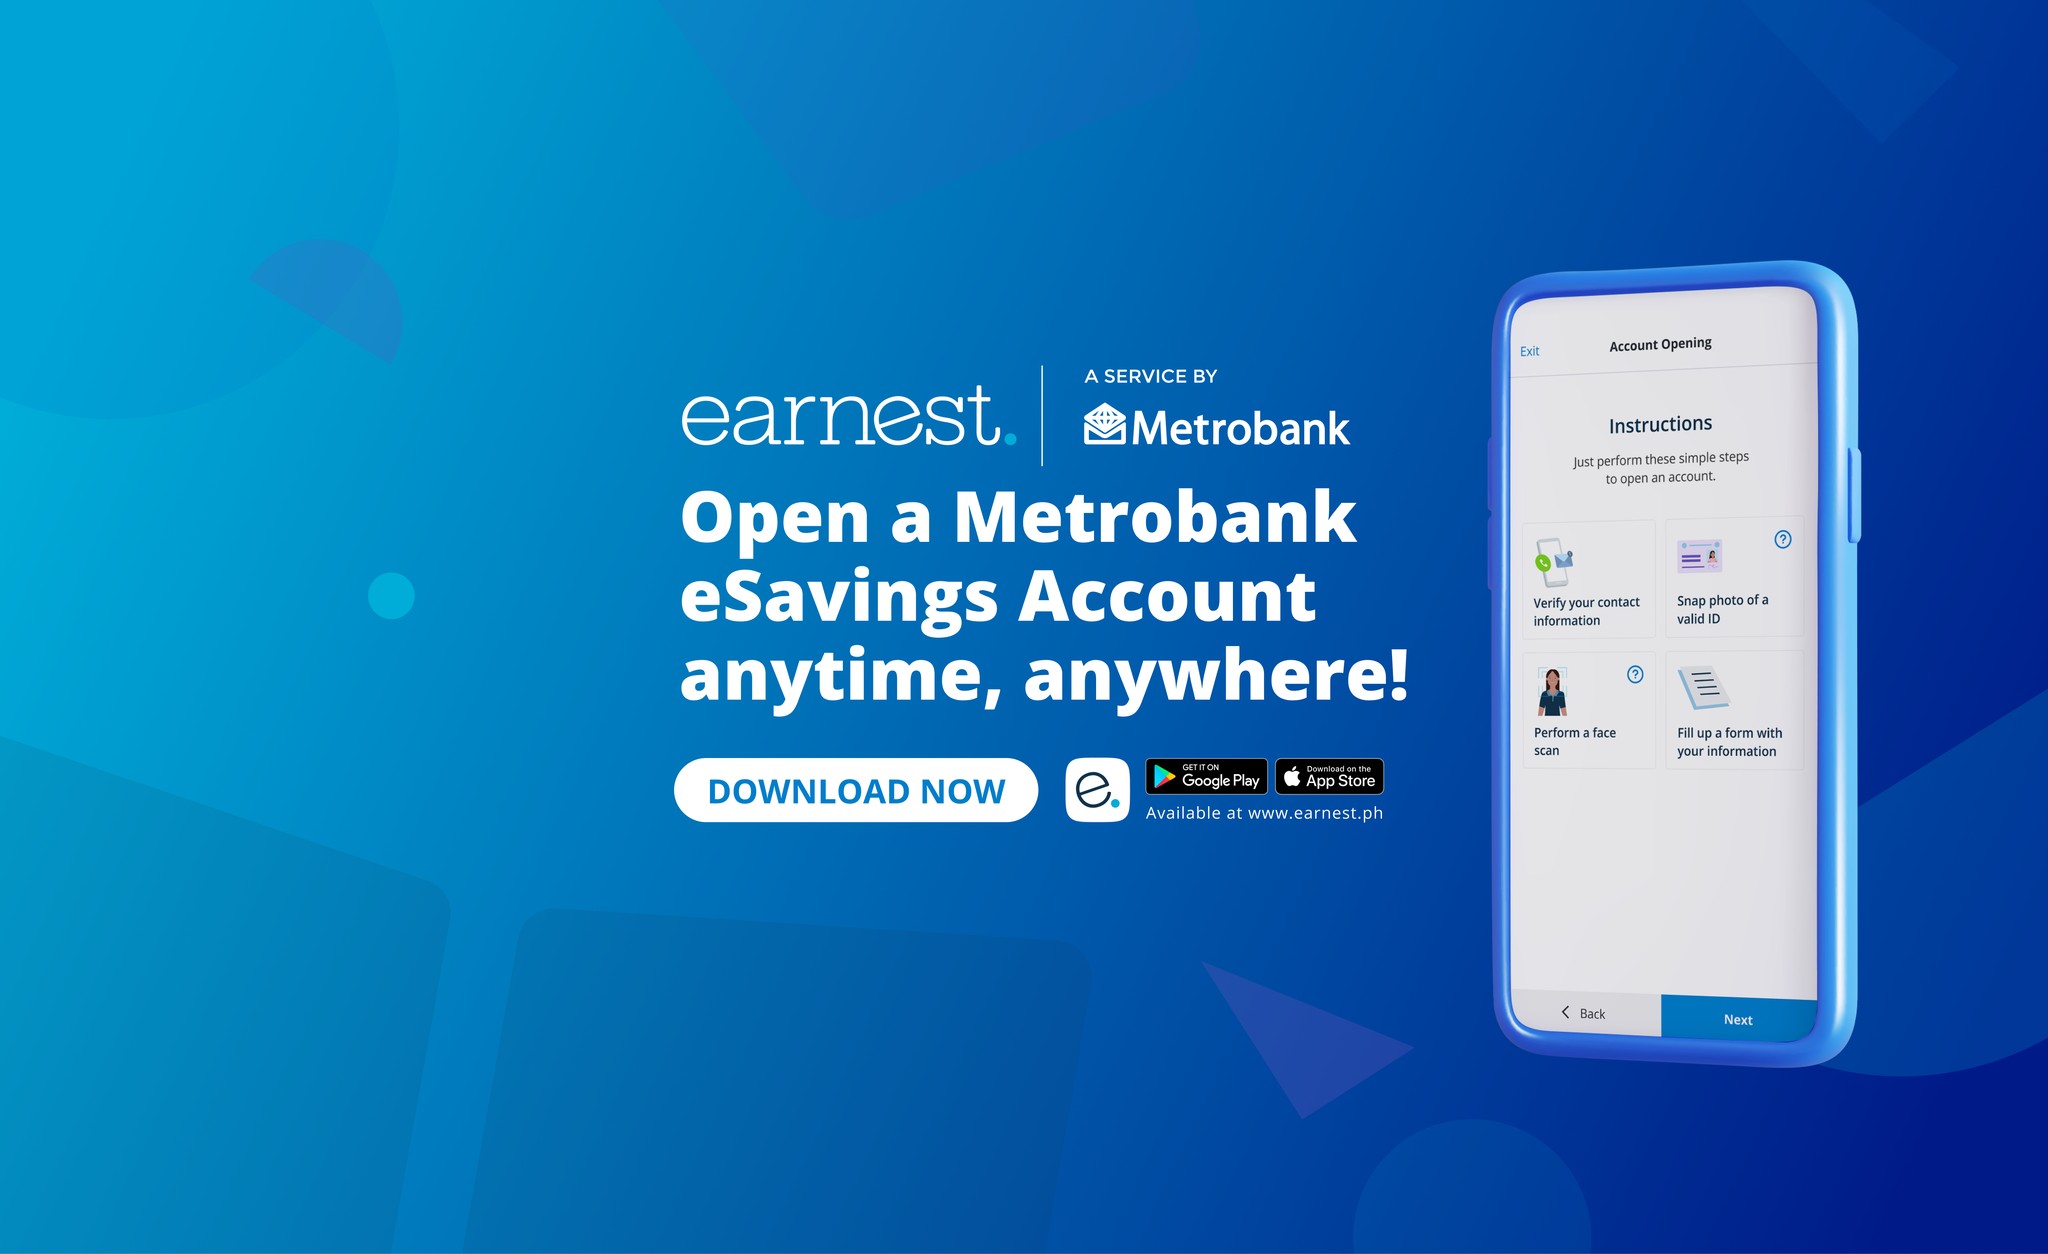 earnest.
A SERVICE BY
Metrobank
Open a Metrobank
eSavings Account
anytime, anywhere!
DOWNLOAD NOW
e.
GET IT ON
Google Play
Download on the
App Store
Available at www.earnest.ph
Exit
Account Opening
Instructions
Just perform these simple steps
to open an account.
Verify your contact
information
?
Snap photo of a
valid ID
?
Perform a face
scan
Fill up a form with
your information
Back
Next